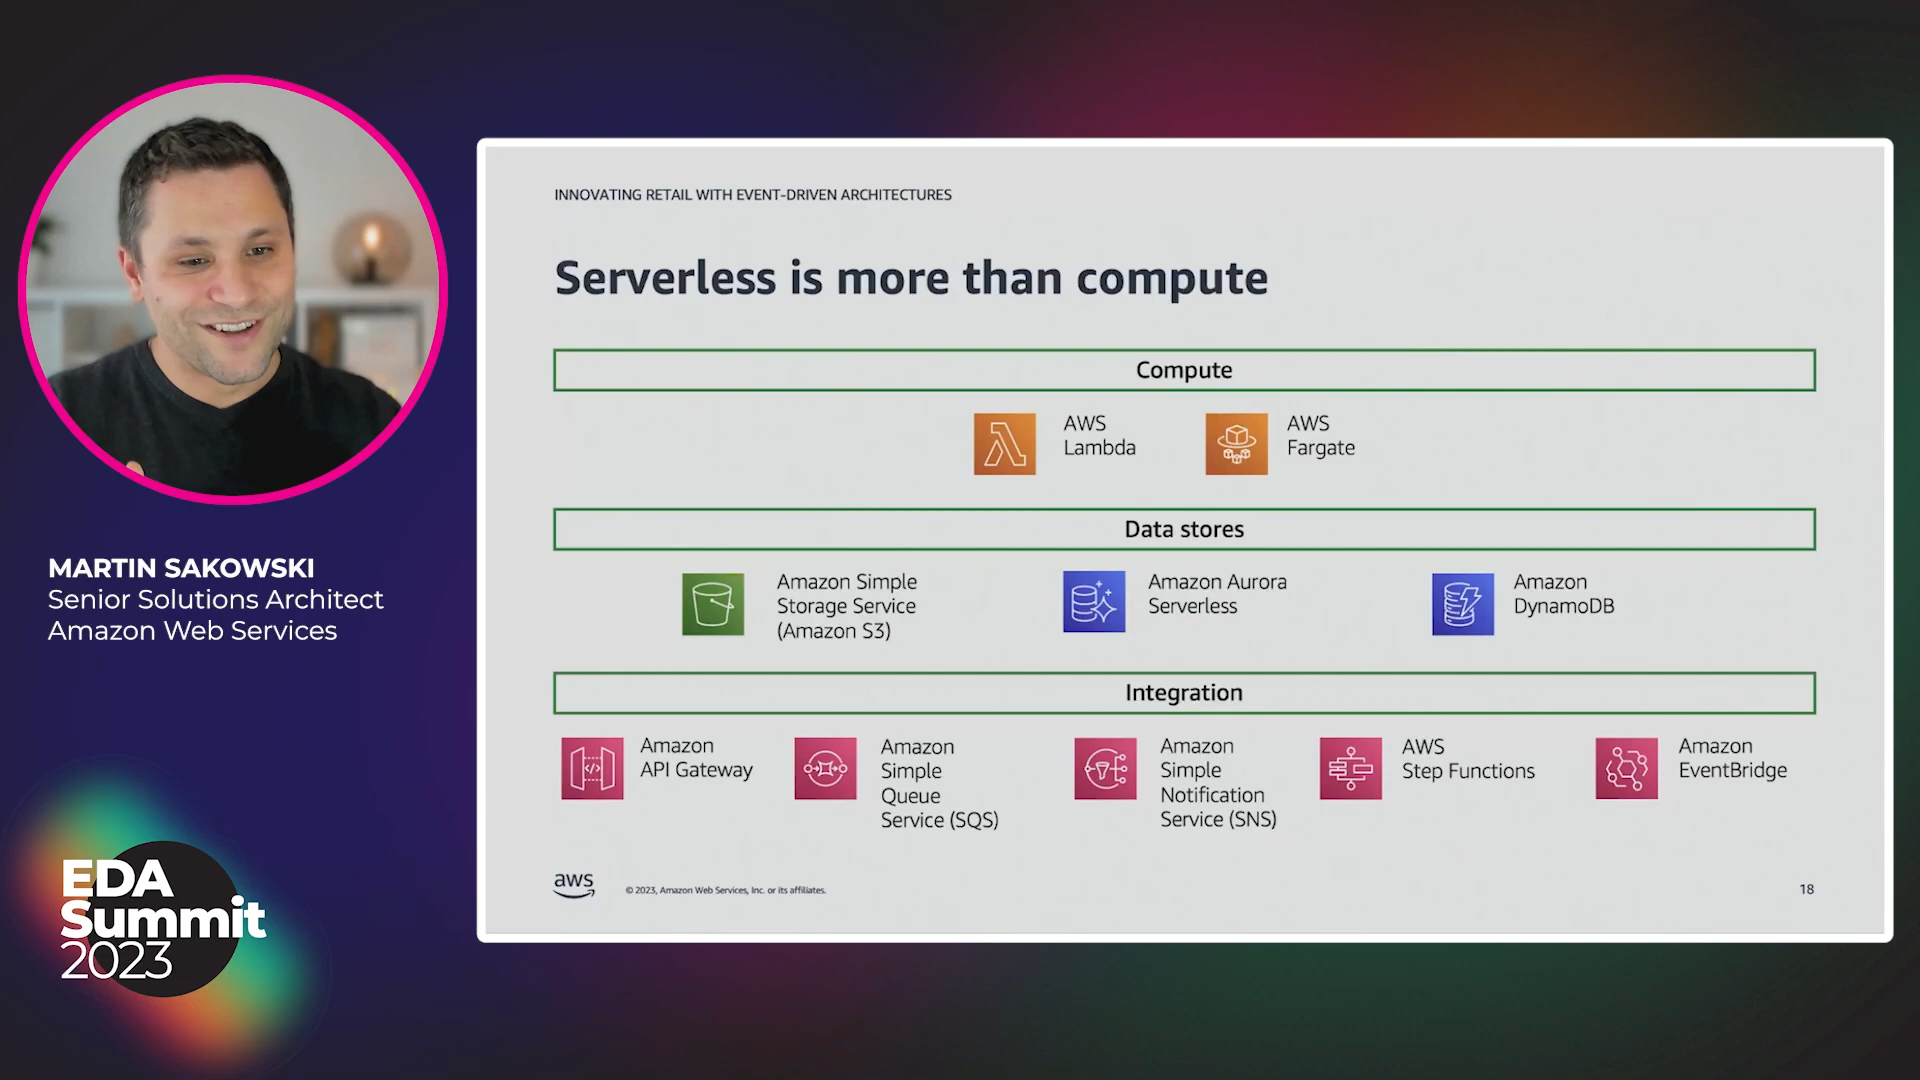 MARTIN SAKOWSKI
Senior Solutions Architect
Amazon Web Services
EDA
Summit
2023
INNOVATING RETAIL WITH EVENT-DRIVEN ARCHITECTURES
Serverless is more than compute
Compute
AWS
Lambda
AWS
Fargate
Data stores
Amazon Simple
Storage Service
(Amazon S3)
Amazon Aurora
Serverless
Amazon
DynamoDB
Integration
Amazon
API Gateway
Amazon
Simple
Queue
Service (SQS)
Amazon
Simple
Notification
Service (SNS)
AWS
Step Functions
Amazon
EventBridge
aws
© 2023, Amazon Web Services, Inc. or its affiliates.
18